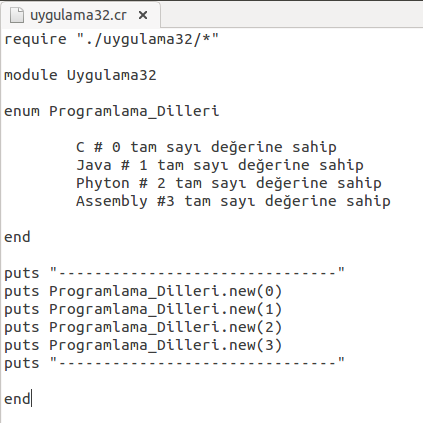 uygulama32.cr
require "./uygulama32/*"
module Uygulama32
enum Programlama_Dilleri
C # 0 tam sayı değerine sahip
Java # 1 tam sayı değerine sahip
Phyton # 2 tam sayı değerine sahip
Assembly #3 tam sayı değerine sahip
end
puts "-------------------------------"
puts Programlama_Dilleri.new(0)
puts Programlama_Dilleri.new(1)
puts Programlama_Dilleri.new(2)
puts Programlama_Dilleri.new(3)
puts "-------------------------------"
end